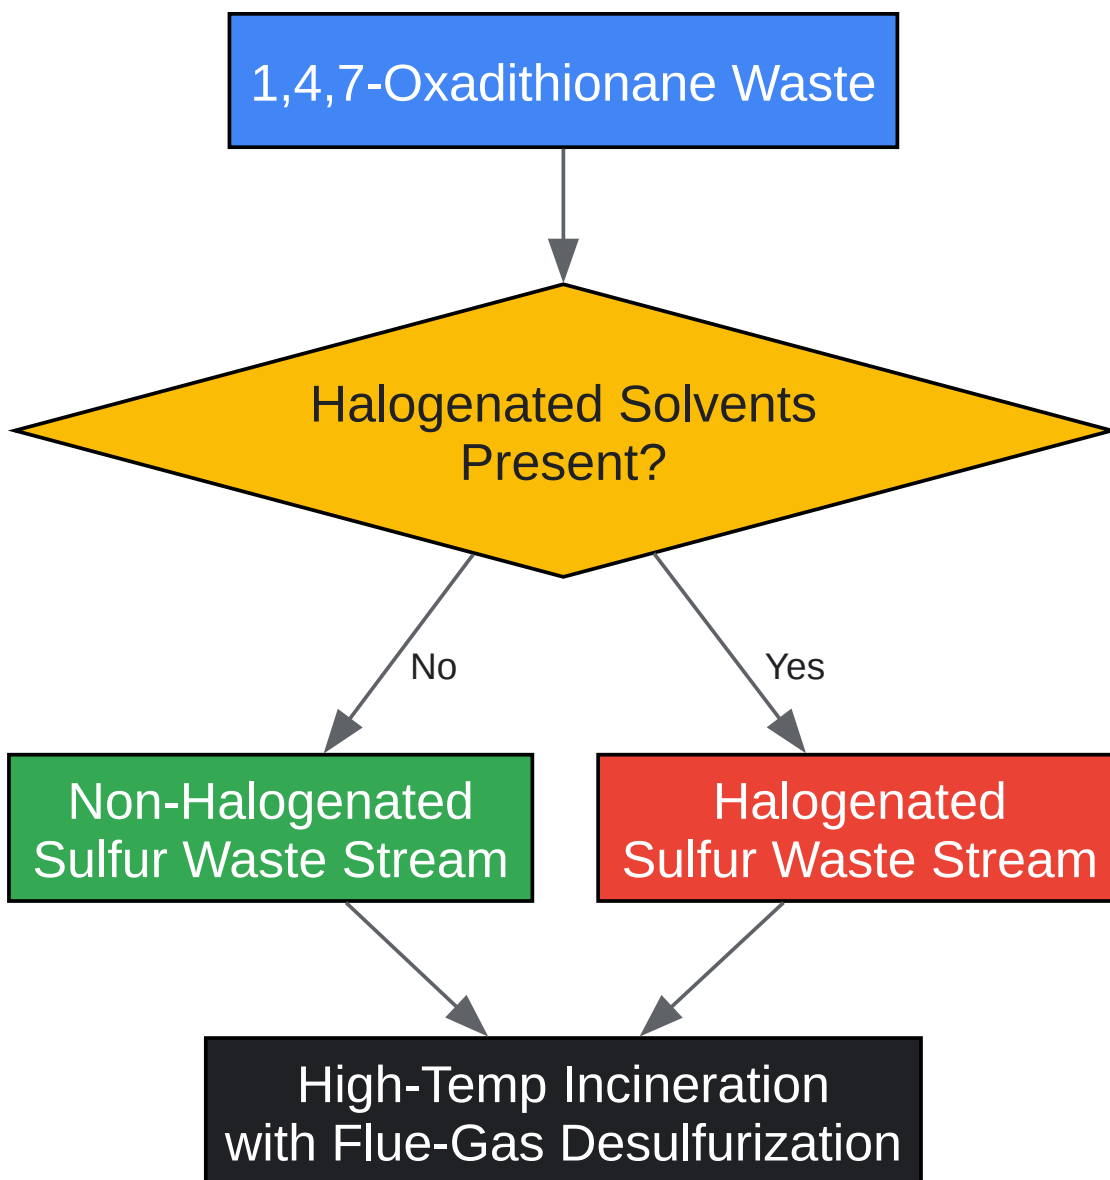 1,4,7-Oxadithionane Waste
Halogenated Solvents
Present?
No
Yes
Non-Halogenated
Sulfur Waste Stream
Halogenated
Sulfur Waste Stream
High-Temp Incineration
with Flue-Gas Desulfurization